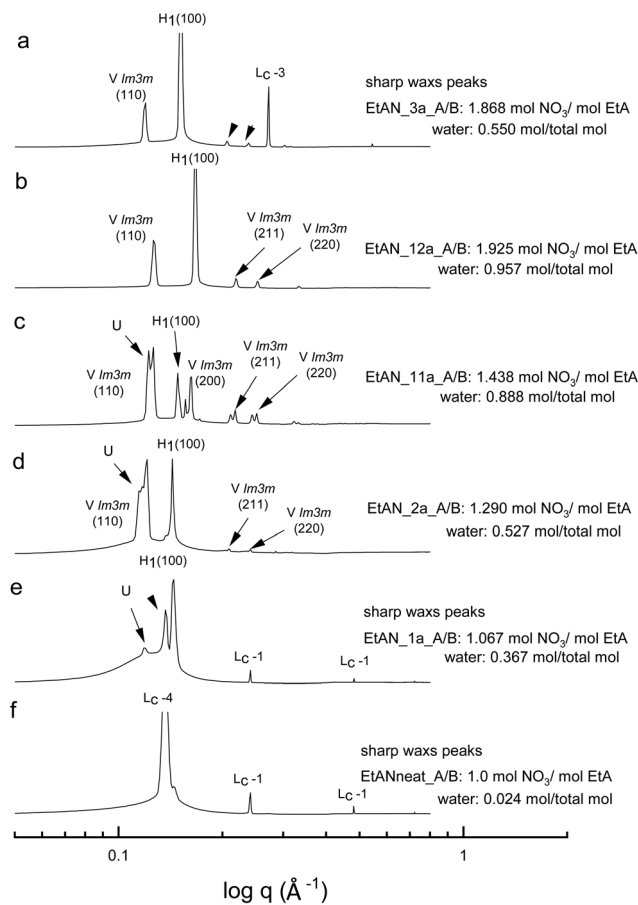 a
H1(100)
V Im3m
(110)
LC -3
sharp waxs peaks
EtAN_3a_A/B: 1.868 mol NO3/ mol EtA
water: 0.550 mol/total mol
b
H1(100)
V Im3m
(110)
V Im3m
(211)
V Im3m
(220)
EtAN_12a_A/B: 1.925 mol NO3/ mol EtA
water: 0.957 mol/total mol
c
U
H1(100)
V Im3m
(110)
V Im3m
(200)
V Im3m
(211)
V Im3m
(220)
EtAN_11a_A/B: 1.438 mol NO3/ mol EtA
water: 0.888 mol/total mol
d
U
H1(100)
V Im3m
(110)
V Im3m
(211)
V Im3m
(220)
EtAN_2a_A/B: 1.290 mol NO3/ mol EtA
water: 0.527 mol/total mol
e
H1(100)
U
LC -1
LC -1
sharp waxs peaks
EtAN_1a_A/B: 1.067 mol NO3/ mol EtA
water: 0.367 mol/total mol
f
LC -4
LC -1
LC -1
sharp waxs peaks
EtANneat_A/B: 1.0 mol NO3/ mol EtA
water: 0.024 mol/total mol
0.1
1
log q (Å-1)